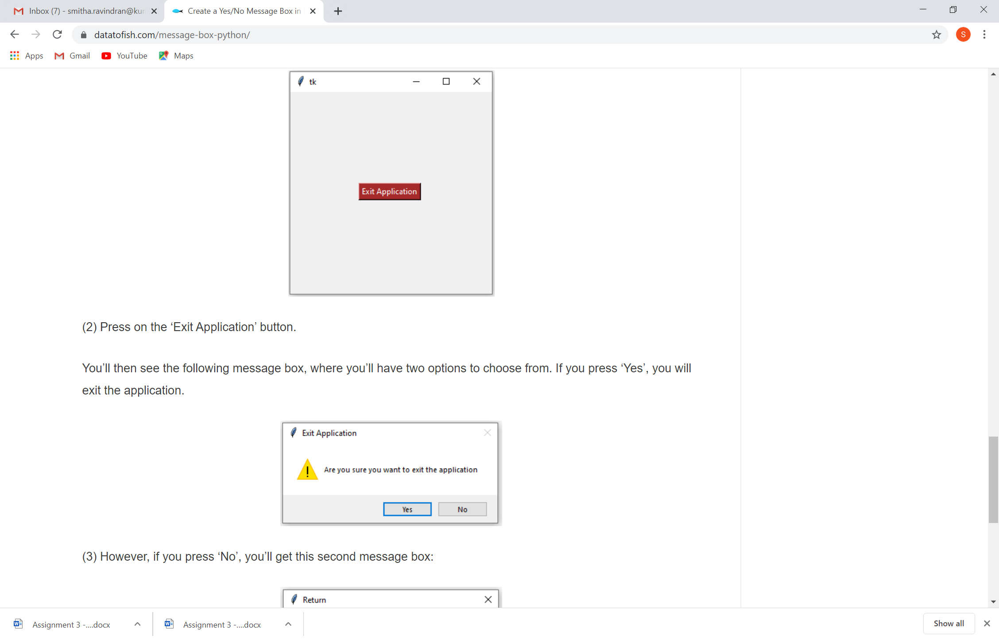 Inbox (7) - smitha.ravindran@kur
Create a Yes/No Message Box in
datatofish.com/message-box-python/
S
Apps
Gmail
YouTube
Maps
tk
Exit Application
(2) Press on the ‘Exit Application’ button.
You’ll then see the following message box, where you’ll have two options to choose from. If you press ‘Yes’, you will
exit the application.
Exit Application
Are you sure you want to exit the application
Yes
No
(3) However, if you press ‘No’, you’ll get this second message box:
Return
Assignment 3 -....docx
Assignment 3 -....docx
Show all